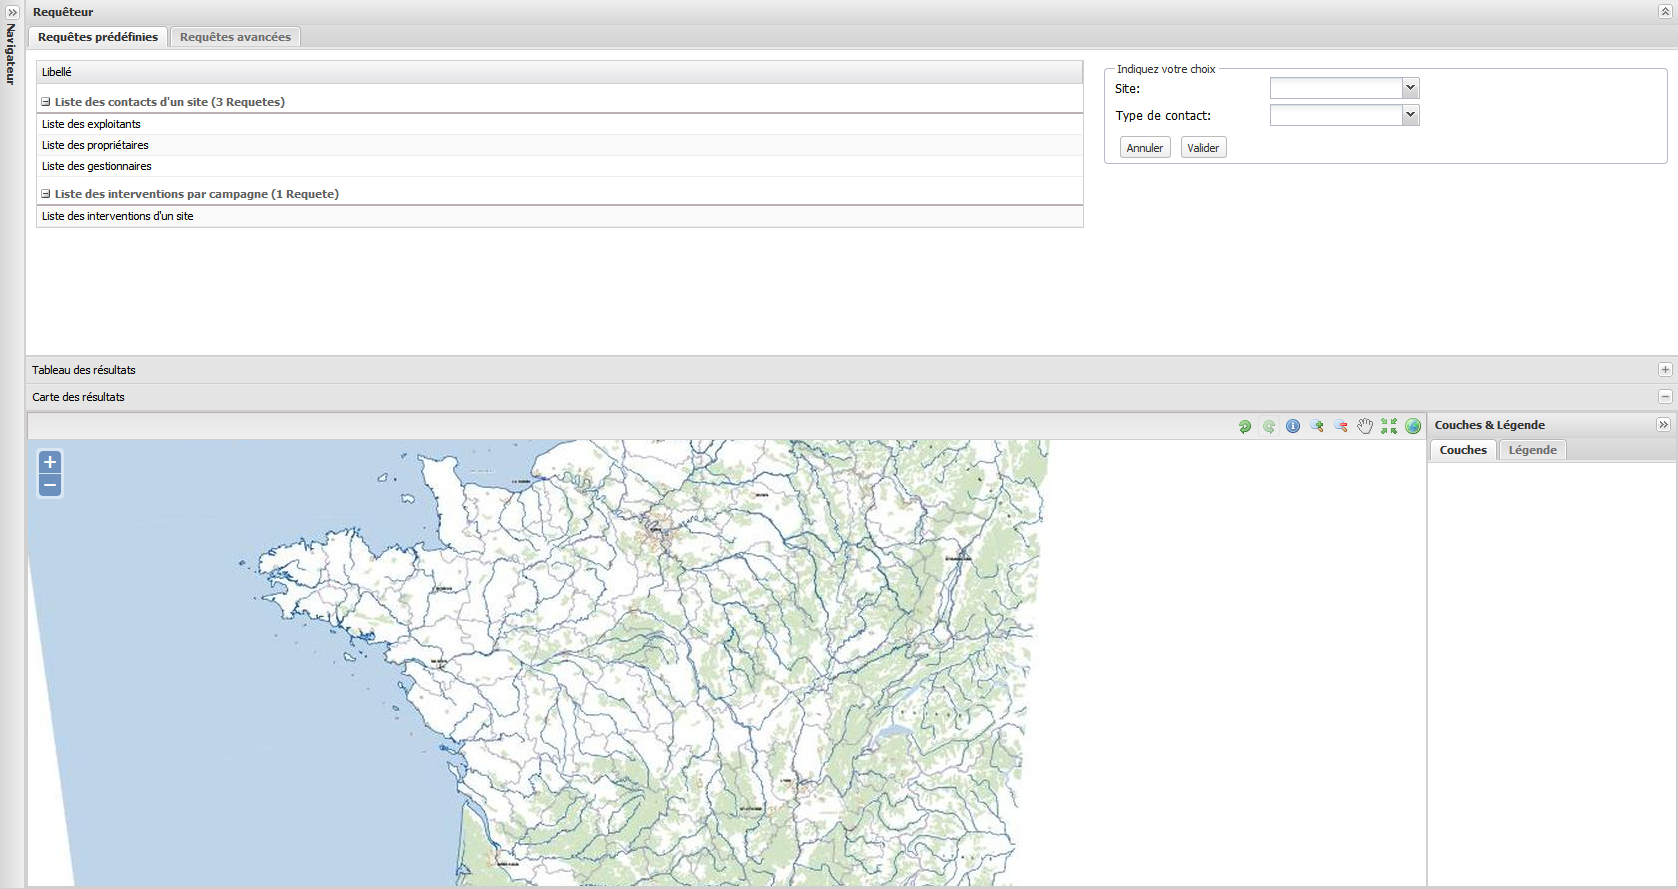 Requêteur
Navigateur
Requêtes prédéfinies
Requêtes avancées
Libellé
Liste des contacts d'un site (3 Requetes)
Liste des exploitants
Liste des propriétaires
Liste des gestionnaires
Liste des interventions par campagne (1 Requete)
Liste des interventions d'un site
Indiquez votre choix
Site:
Type de contact:
Annuler
Valider
Tableau des résultats
Carte des résultats
Couches & Légende
Couches
Légende